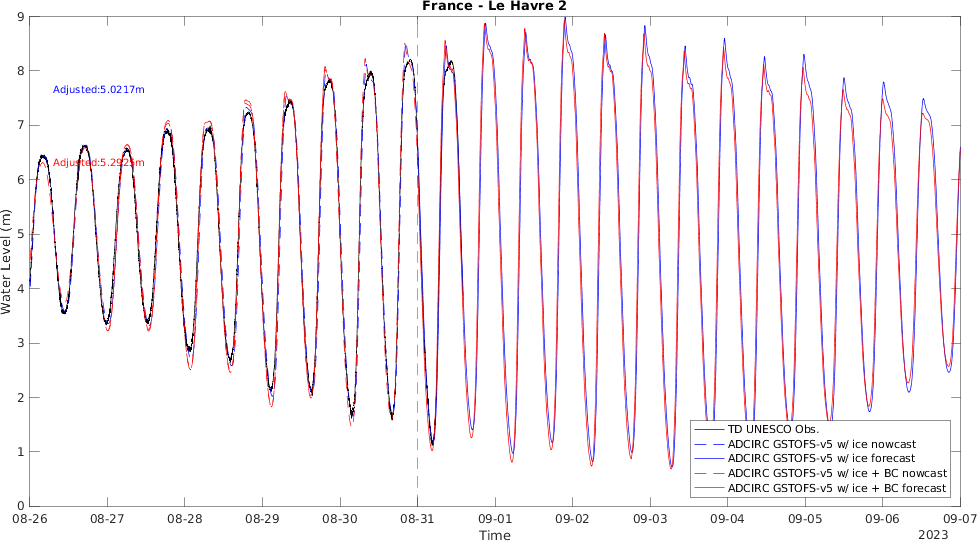 France - Le Havre 2
9
8
7
6
5
4
3
2
1
0
Water Level (m)
Adjusted:5.0217m
Adjusted:5.2925m
TD UNESCO Obs.
ADCIRC GSTOFS-v5 w/ ice nowcast
ADCIRC GSTOFS-v5 w/ ice forecast
ADCIRC GSTOFS-v5 w/ ice + BC nowcast
ADCIRC GSTOFS-v5 w/ ice + BC forecast
08-26 08-27 08-28 08-29 08-30 08-31 09-01 09-02 09-03 09-04 09-05 09-06 09-07
Time
2023